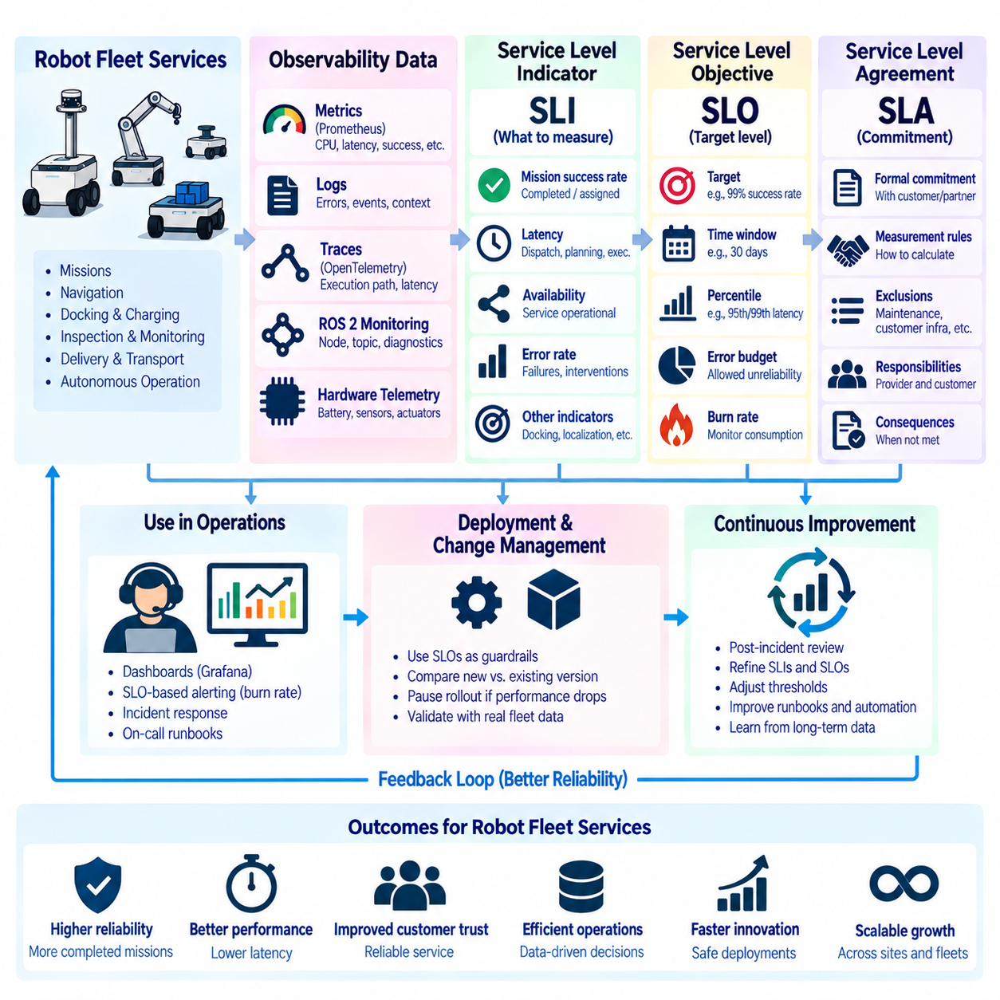 Robot Fleet Services
• Missions
• Navigation
• Docking & Charging
• Inspection & Monitoring
• Delivery & Transport
• Autonomous Operation
Observability Data
Metrics
(Prometheus)
CPU, latency, success, etc.
Logs
Errors, events, context
Traces
(OpenTelemetry)
Execution path, latency
ROS 2 Monitoring
Node, topic, diagnostics
Hardware Telemetry
Battery, sensors, actuators
Service Level
Indicator
SLI
(What to measure)
Mission success rate
Completed / assigned
Latency
Dispatch, planning, exec.
Availability
Service operational
Error rate
Failures, interventions
Other indicators
Docking, localization, etc.
Service Level
Objective
SLO
(Target level)
Target
e.g., 99% success rate
Time window
e.g., 30 days
Percentile
e.g., 95th/99th latency
Error budget
Allowed unreliability
Burn rate
Monitor consumption
Service Level
Agreement
SLA
(Commitment)
Formal commitment
With customer/partner
Measurement rules
How to calculate
Exclusions
Maintenance,
customer infra, etc.
Responsibilities
Provider and customer
Consequences
When not met
Use in Operations
• Dashboards (Grafana)
• SLO-based alerting (burn rate)
• Incident response
• On-call runbooks
Deployment &
Change Management
• Use SLOs as guardrails
• Compare new vs. existing version
• Pause rollout if performance drops
• Validate with real fleet data
Continuous Improvement
• Post-incident review
• Refine SLIs and SLOs
• Adjust thresholds
• Improve runbooks and automation
• Learn from long-term data
Feedback Loop (Better Reliability)
Outcomes for Robot Fleet Services
Higher reliability
More completed missions
Better performance
Lower latency
Improved customer trust
Reliable service
Efficient operations
Data-driven decisions
Faster innovation
Safe deployments
Scalable growth
Across sites and fleets